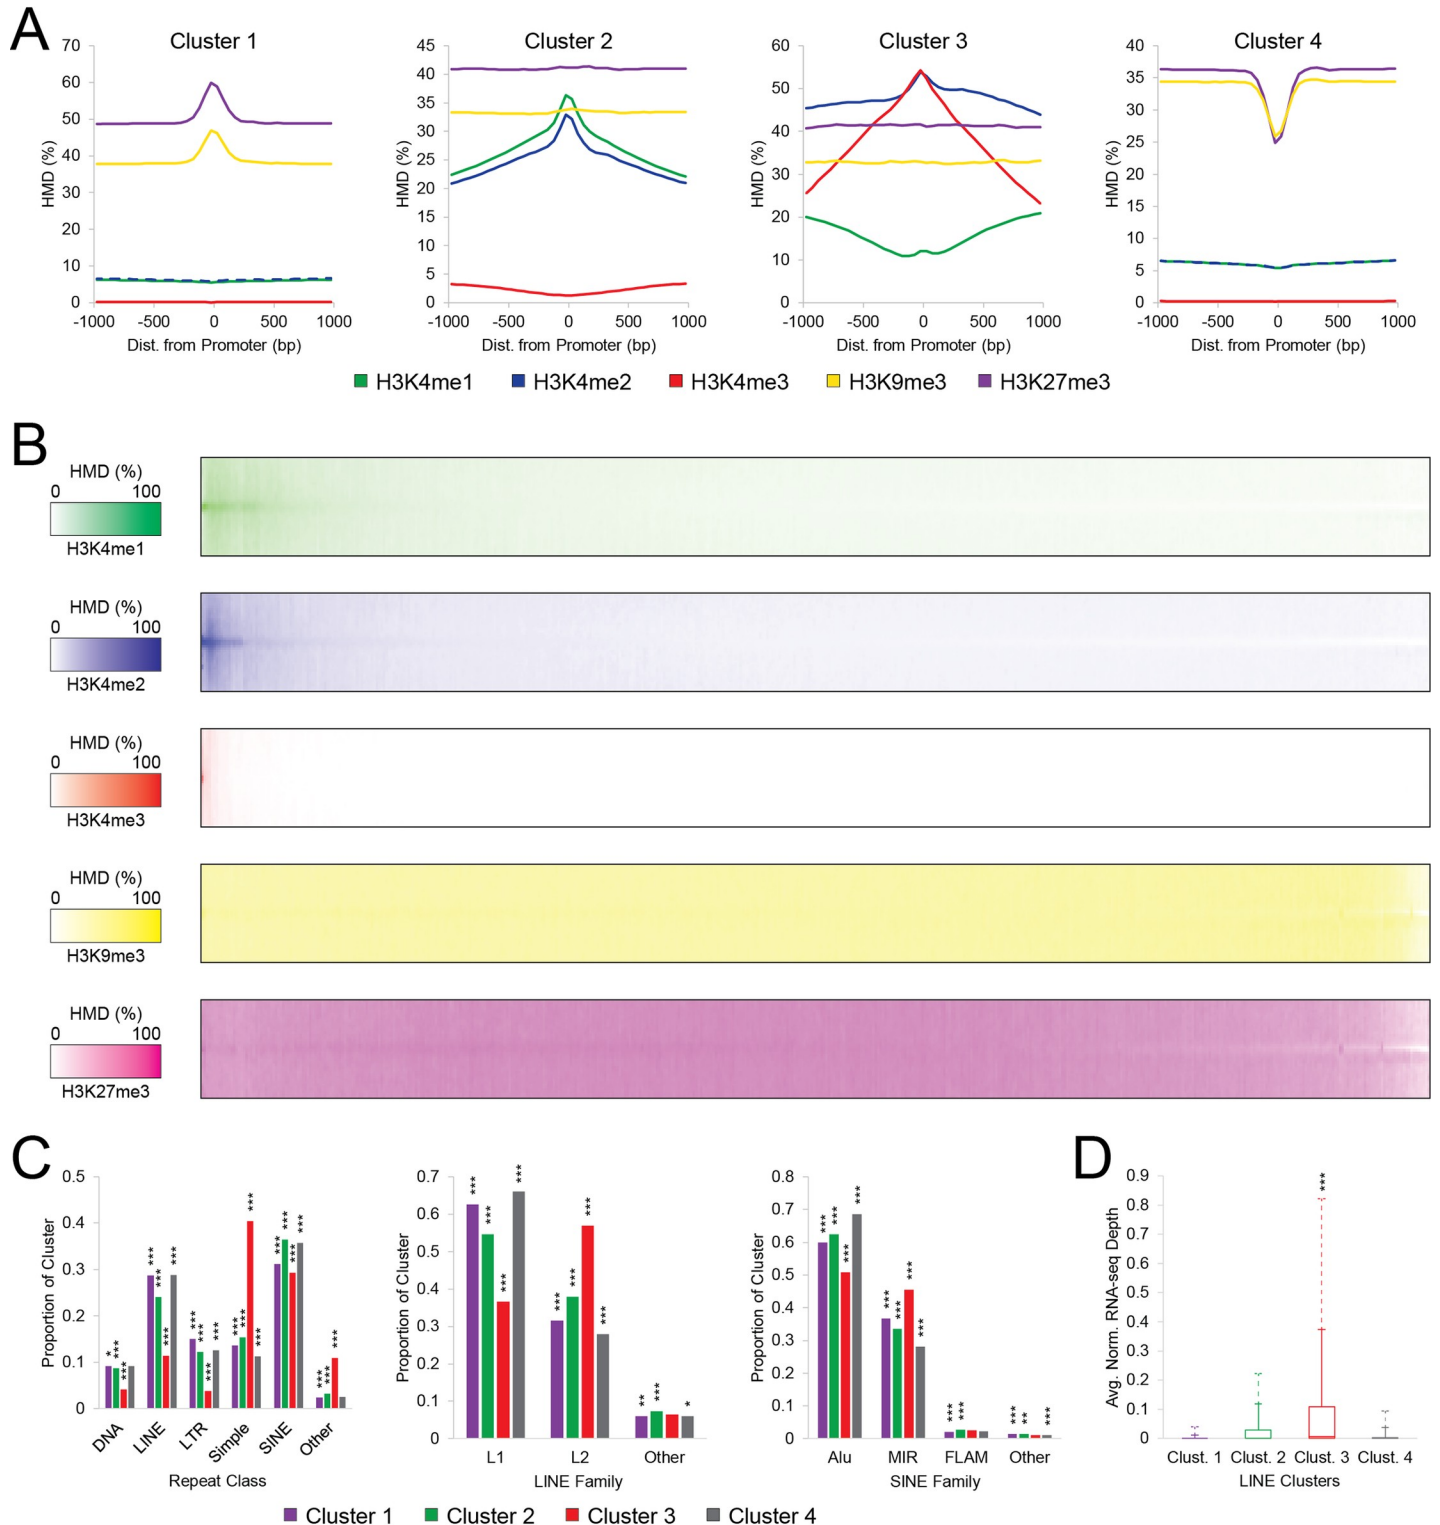 A
Cluster 1
Cluster 2
Cluster 3
Cluster 4
HMD (%)
70
60
50
40
30
20
10
0
-1000 -500 0 500 1000
Dist. from Promoter (bp)
HMD (%)
45
40
35
30
25
20
15
10
5
0
-1000 -500 0 500 1000
Dist. from Promoter (bp)
HMD (%)
60
50
40
30
20
10
0
-1000 -500 0 500 1000
Dist. from Promoter (bp)
HMD (%)
40
35
30
25
20
15
10
5
0
-1000 -500 0 500 1000
Dist. from Promoter (bp)
H3K4me1 H3K4me2 H3K4me3 H3K9me3 H3K27me3
B
HMD (%)
0 100
H3K4me1
HMD (%)
0 100
H3K4me2
HMD (%)
0 100
H3K4me3
HMD (%)
0 100
H3K9me3
HMD (%)
0 100
H3K27me3
C
Proportion of Cluster
0.5
0.4
0.3
0.2
0.1
0
* *** ***
*** *** *** ***
*** *** *** ***
*** *** *** ***
*** *** *** ***
*** *** ***
DNA LINE LTR Simple SINE Other
Repeat Class
Proportion of Cluster
0.7
0.6
0.5
0.4
0.3
0.2
0.1
0
*** *** *** ***
*** *** *** ***
** *** *
L1 L2 Other
LINE Family
Proportion of Cluster
0.8
0.7
0.6
0.5
0.4
0.3
0.2
0.1
0
*** *** *** ***
*** *** *** ***
*** ***
*** ** ***
Alu MIR FLAM Other
SINE Family
Cluster 1 Cluster 2 Cluster 3 Cluster 4
D
Avg. Norm. RNA-seq Depth
0.9
0.8
0.7
0.6
0.5
0.4
0.3
0.2
0.1
0
***
Clust. 1 Clust. 2 Clust. 3 Clust. 4
LINE Clusters